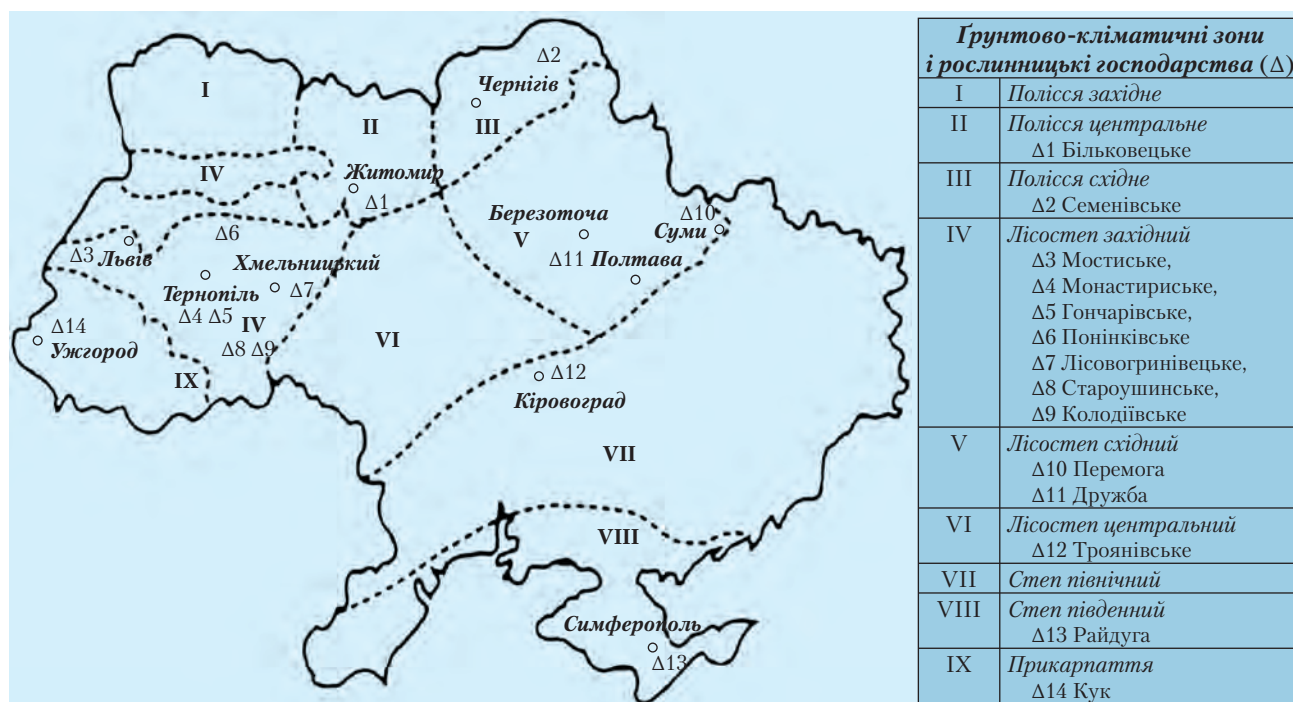 Δ2
Чернігів
I
II
III
IV
Житомир
Δ1
Березоточа
V
Δ10
Суми
Δ6
Δ3 Львів
Хмельницький
Δ11 Полтава
Тернопіль
Δ7
Δ4 Δ5
IV
Δ14
Ужгород
Δ8 Δ9
VI
IX
Δ12
Кіровоград
VII
VIII
Симферополь
Δ13
Ґрунтово-кліматичні зони
і рослинницькі господарства (Δ)
I Полісся західне
II Полісся центральне
Δ1 Більковецьке
III Полісся східне
Δ2 Семенівське
IV Лісостеп західний
Δ3 Мостиське,
Δ4 Монастириське,
Δ5 Гончарівське,
Δ6 Понінківське
Δ7 Лісовогринівецьке,
Δ8 Староушинське,
Δ9 Колодіївське
V Лісостеп східний
Δ10 Перемога
Δ11 Дружба
VI Лісостеп центральний
Δ12 Троянівське
VII Степ північний
VIII Степ південний
Δ13 Райдуга
IX Прикарпаття
Δ14 Кук